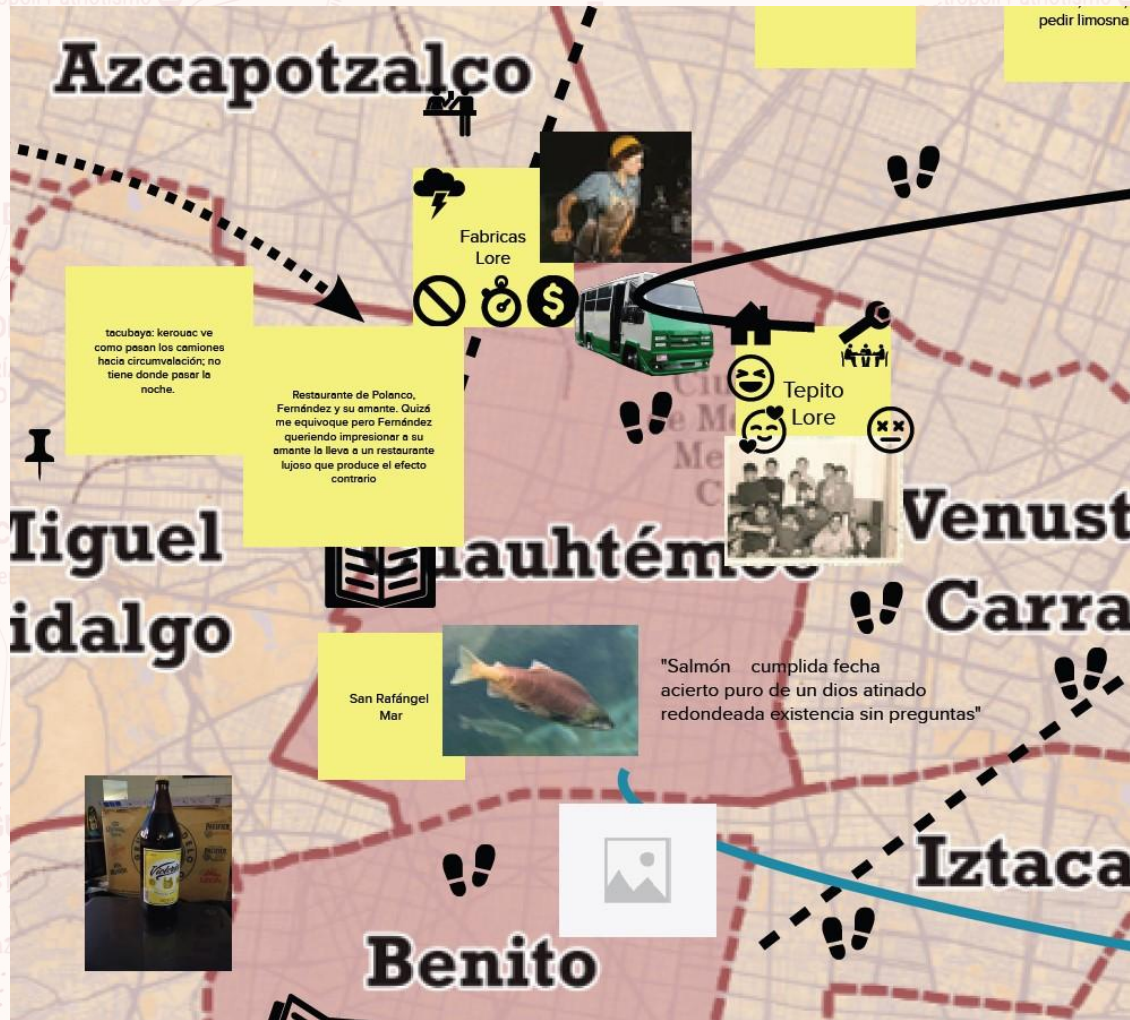 pedir limosna
Azcapotzalco
Fabricas
Lore
tacubaya: kerouac ve
como pasan los camiones
hacia circumvalación; no
tiene donde pasar la
noche.
Restaurante de Polanco,
Fernández y su amante. Quizá
me equivoque pero Fernández
queriendo impresionar a su
amante la lleva a un restaurante
lujoso que produce el efecto
contrario
Tepito
Lore
Me
C
Miguel
idalgo
Cuauhtémoc
Venust
Carra
San Rafángel
Mar
"Salmón cumplida fecha
acierto puro de un dios atinado
redondeada existencia sin preguntas"
Victoria
Iztaca
Benito